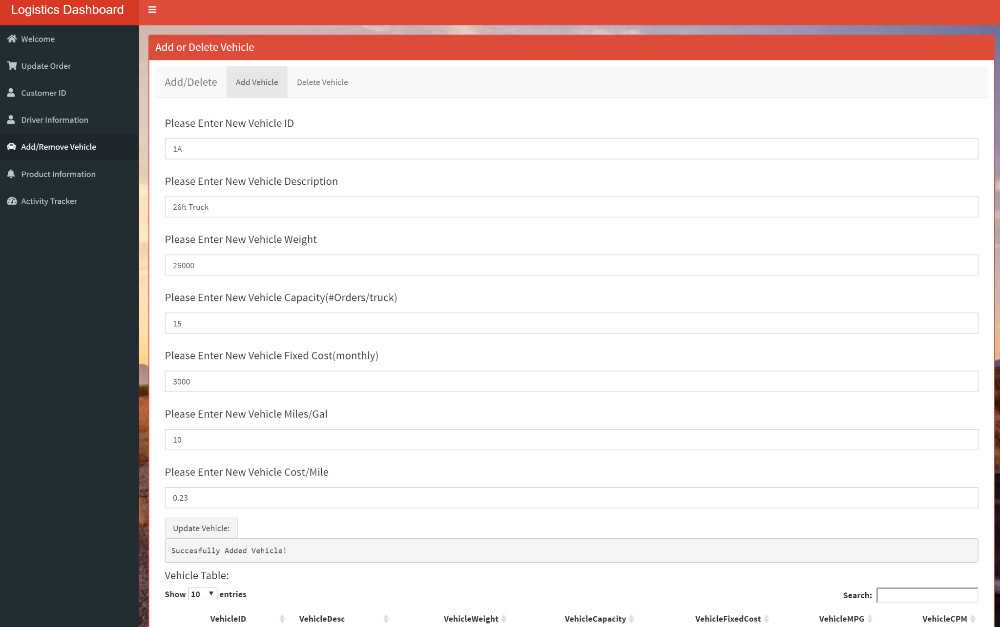 Logistics Dashboard
Welcome
Update Order
Customer ID
Driver Information
Add/Remove Vehicle
Product Information
Activity Tracker
Add or Delete Vehicle
Add/Delete Add Vehicle Delete Vehicle
Please Enter New Vehicle ID
1A
Please Enter New Vehicle Description
26ft Truck
Please Enter New Vehicle Weight
26000
Please Enter New Vehicle Capacity(#Orders/truck)
15
Please Enter New Vehicle Fixed Cost(monthly)
3000
Please Enter New Vehicle Miles/Gal
10
Please Enter New Vehicle Cost/Mile
0.23
Update Vehicle:
Succesfully Added Vehicle!
Vehicle Table:
Show 10 entries Search:
VehicleID VehicleDesc VehicleWeight VehicleCapacity VehicleFixedCost VehicleMPG VehicleCPM